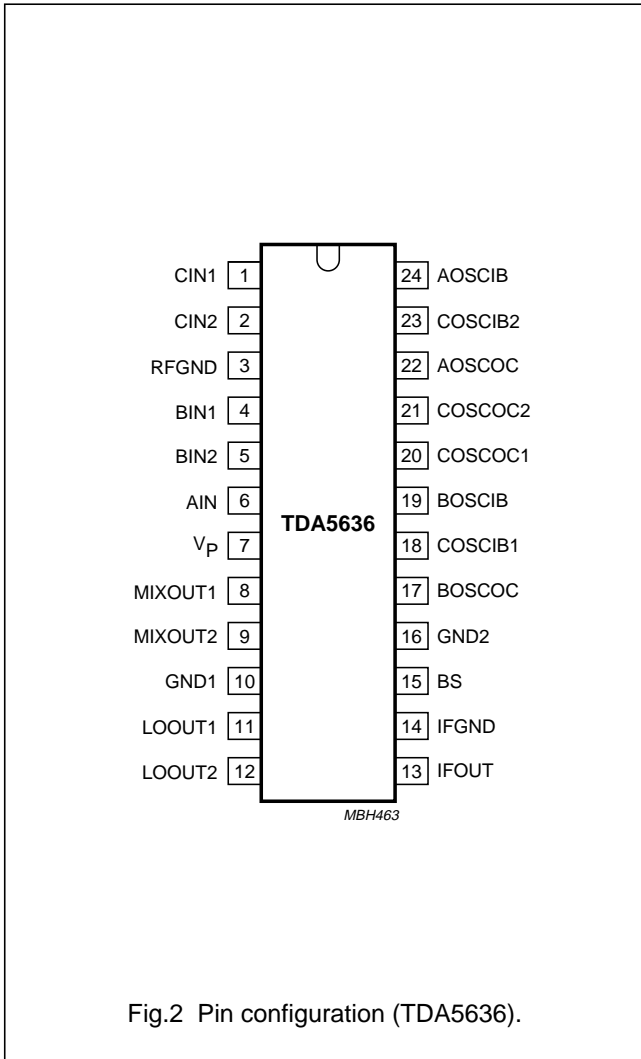 CIN1 1 24 AOSCIB
CIN2 2 23 COSCIB2
RFGND 3 22 AOSCOC
BIN1 4 21 COSCOC2
BIN2 5 20 COSCOC1
AIN 6 19 BOSCIB
TDA5636
VP 7 18 COSCIB1
MIXOUT1 8 17 BOSCOC
MIXOUT2 9 16 GND2
GND1 10 15 BS
LOOUT1 11 14 IFGND
LOOUT2 12 13 IFOUT
MBH463
Fig.2 Pin configuration (TDA5636).